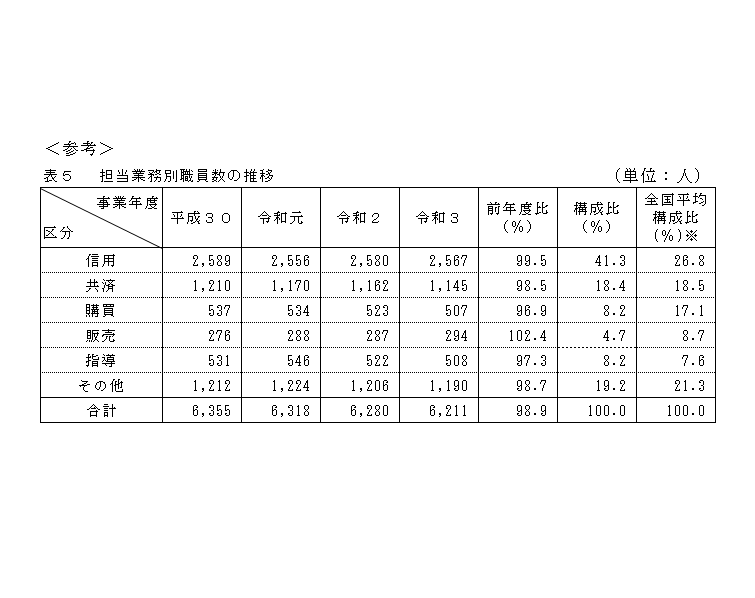 ＜参考＞
表５　担当業務別職員数の推移　（単位：人）
事業年度
区分
平成３０　令和元　令和２　令和３　前年度比（％）　構成比（％）　全国平均構成比（％）※
信用　2,589　2,556　2,580　2,567　99.5　41.3　26.8
共済　1,210　1,170　1,162　1,145　98.5　18.4　18.5
購買　537　534　523　507　96.9　8.2　17.1
販売　276　288　287　294　102.4　4.7　8.7
指導　531　546　522　508　97.3　8.2　7.6
その他　1,212　1,224　1,206　1,190　98.7　19.2　21.3
合計　6,355　6,318　6,280　6,211　98.9　100.0　100.0